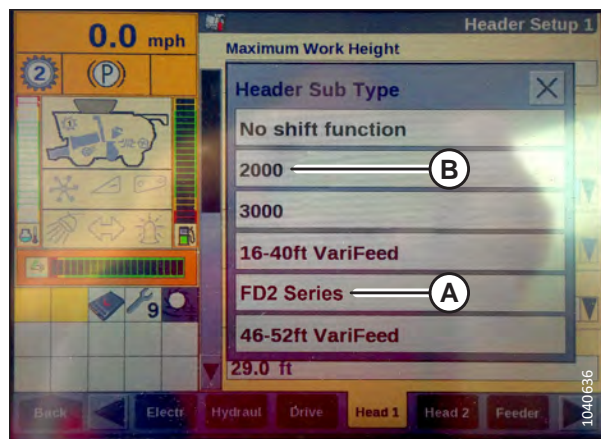 0.0 mph
2
(P)
9
Header Setup 1
Maximum Work Height
Header Sub Type
No shift function
2000
B
3000
16-40ft VariFeed
FD2 Series
A
46-52ft VariFeed
29.0 ft
Back
Electr
Hydraul
Drive
Head 1
Head 2
Feeder
1040636